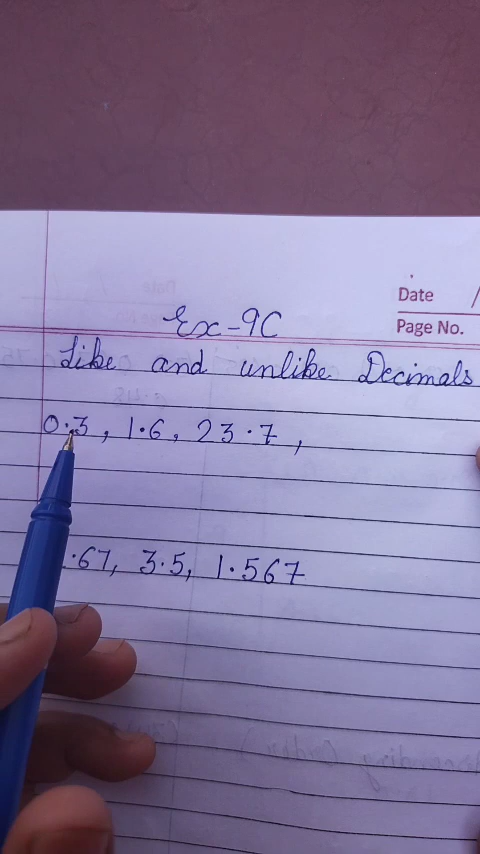 Date /
Page No.
Ex-9C
Like and unlike Decimals
0.3, 1.6, 23.7,
.67, 3.5, 1.567